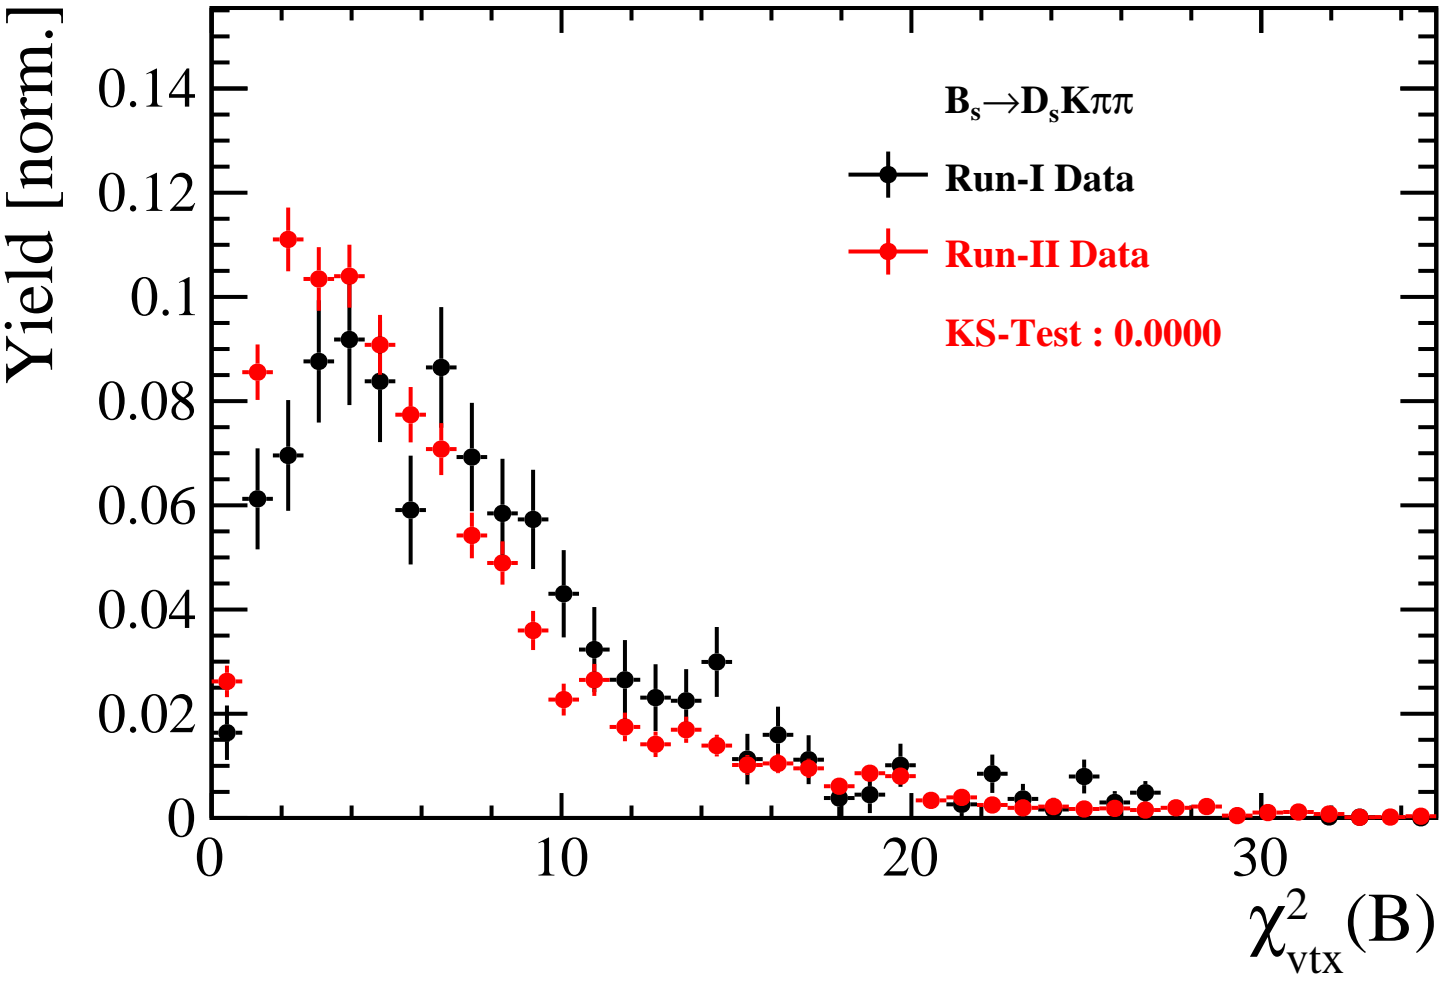 Yield [norm.]
0.14
0.12
0.1
0.08
0.06
0.04
0.02
0
Bs→DsKππ
Run-I Data
Run-II Data
KS-Test : 0.0000
0 10 20 30
χ²vtx(B)